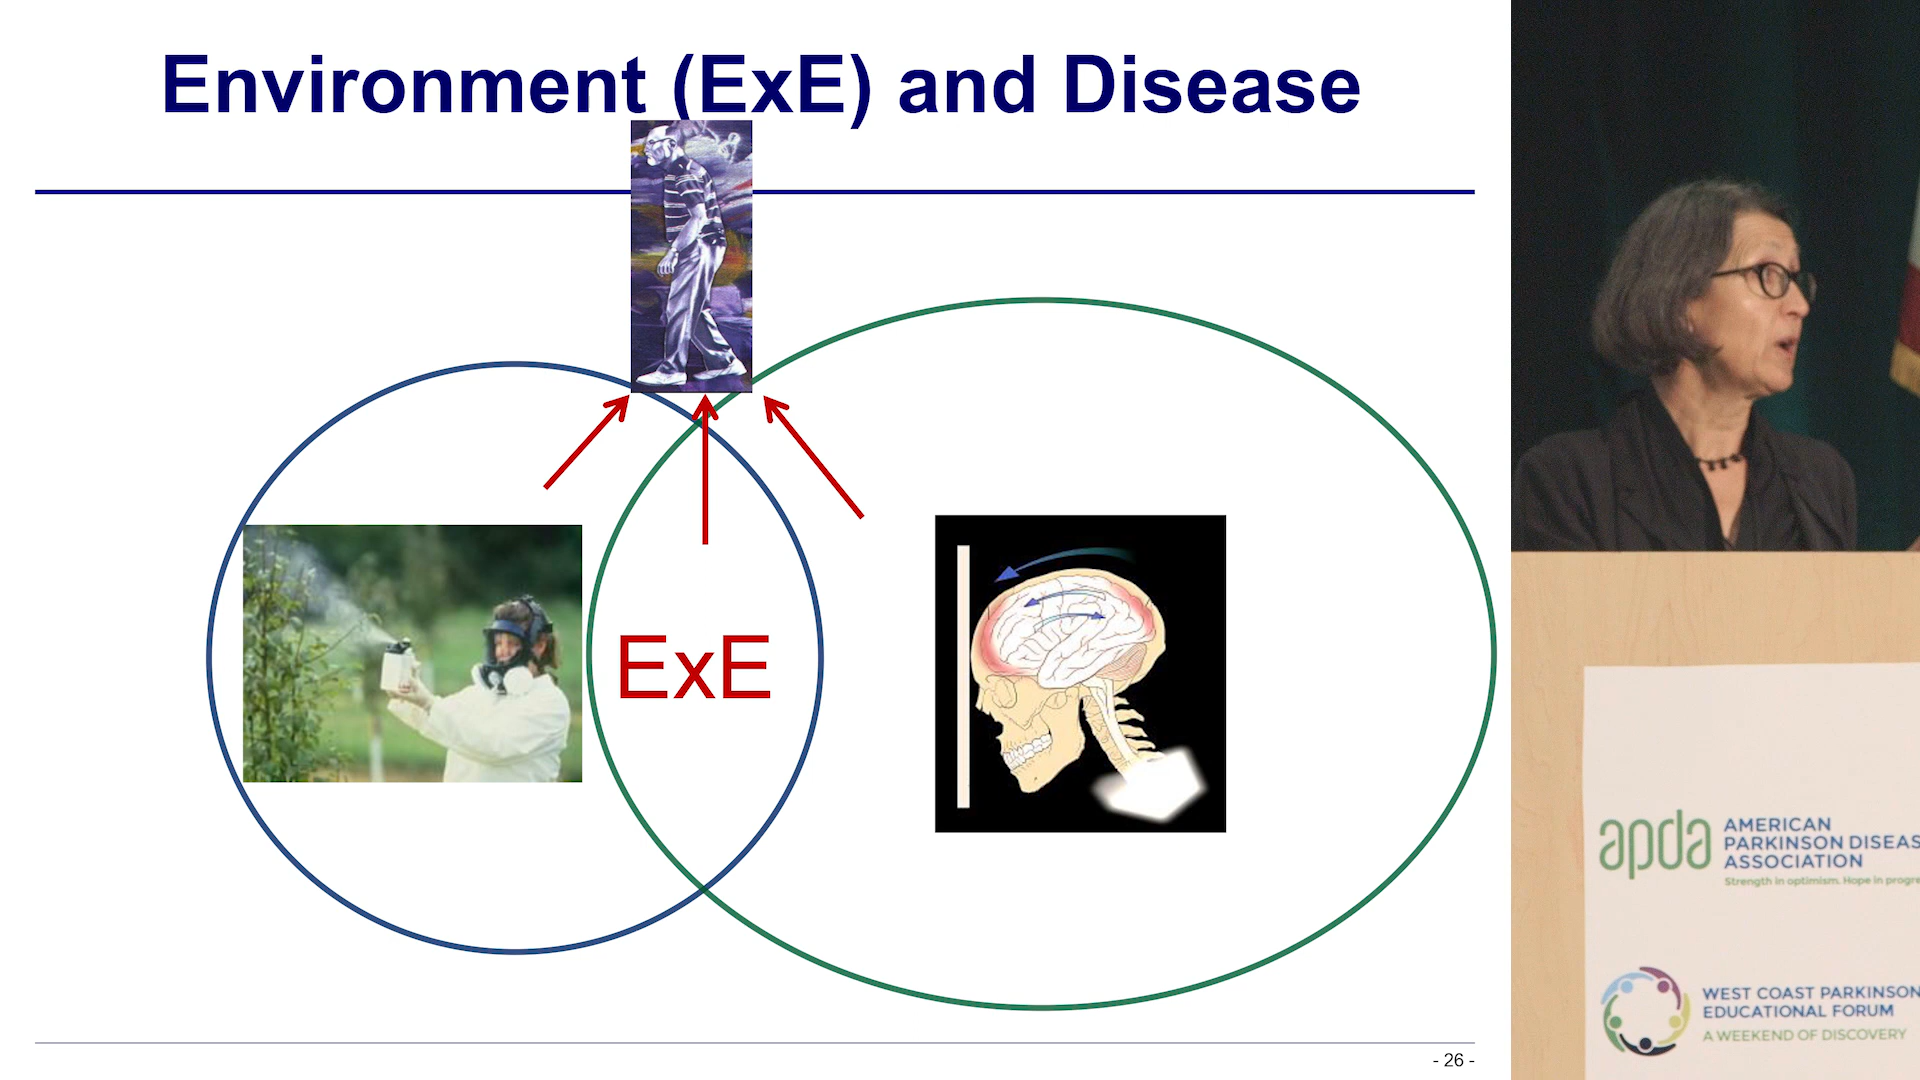 Environment (ExE) and Disease
ExE
- 26 -
apda
AMERICAN
PARKINSON DISEAS
ASSOCIATION
Strength in optimism. Hope in progre
WEST COAST PARKINSON
EDUCATIONAL FORUM
A WEEKEND OF DISCOVERY